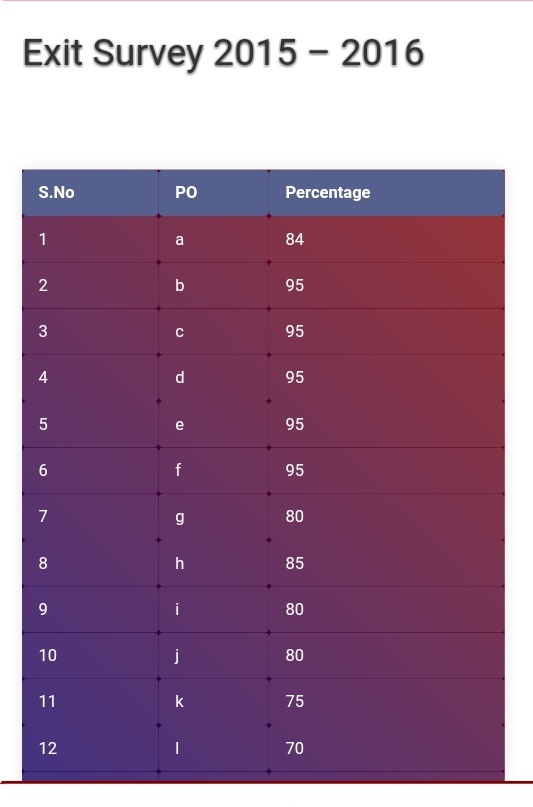 Exit Survey 2015 – 2016
S.No PO Percentage
1 a 84
2 b 95
3 c 95
4 d 95
5 e 95
6 f 95
7 g 80
8 h 85
9 i 80
10 j 80
11 k 75
12 l 70